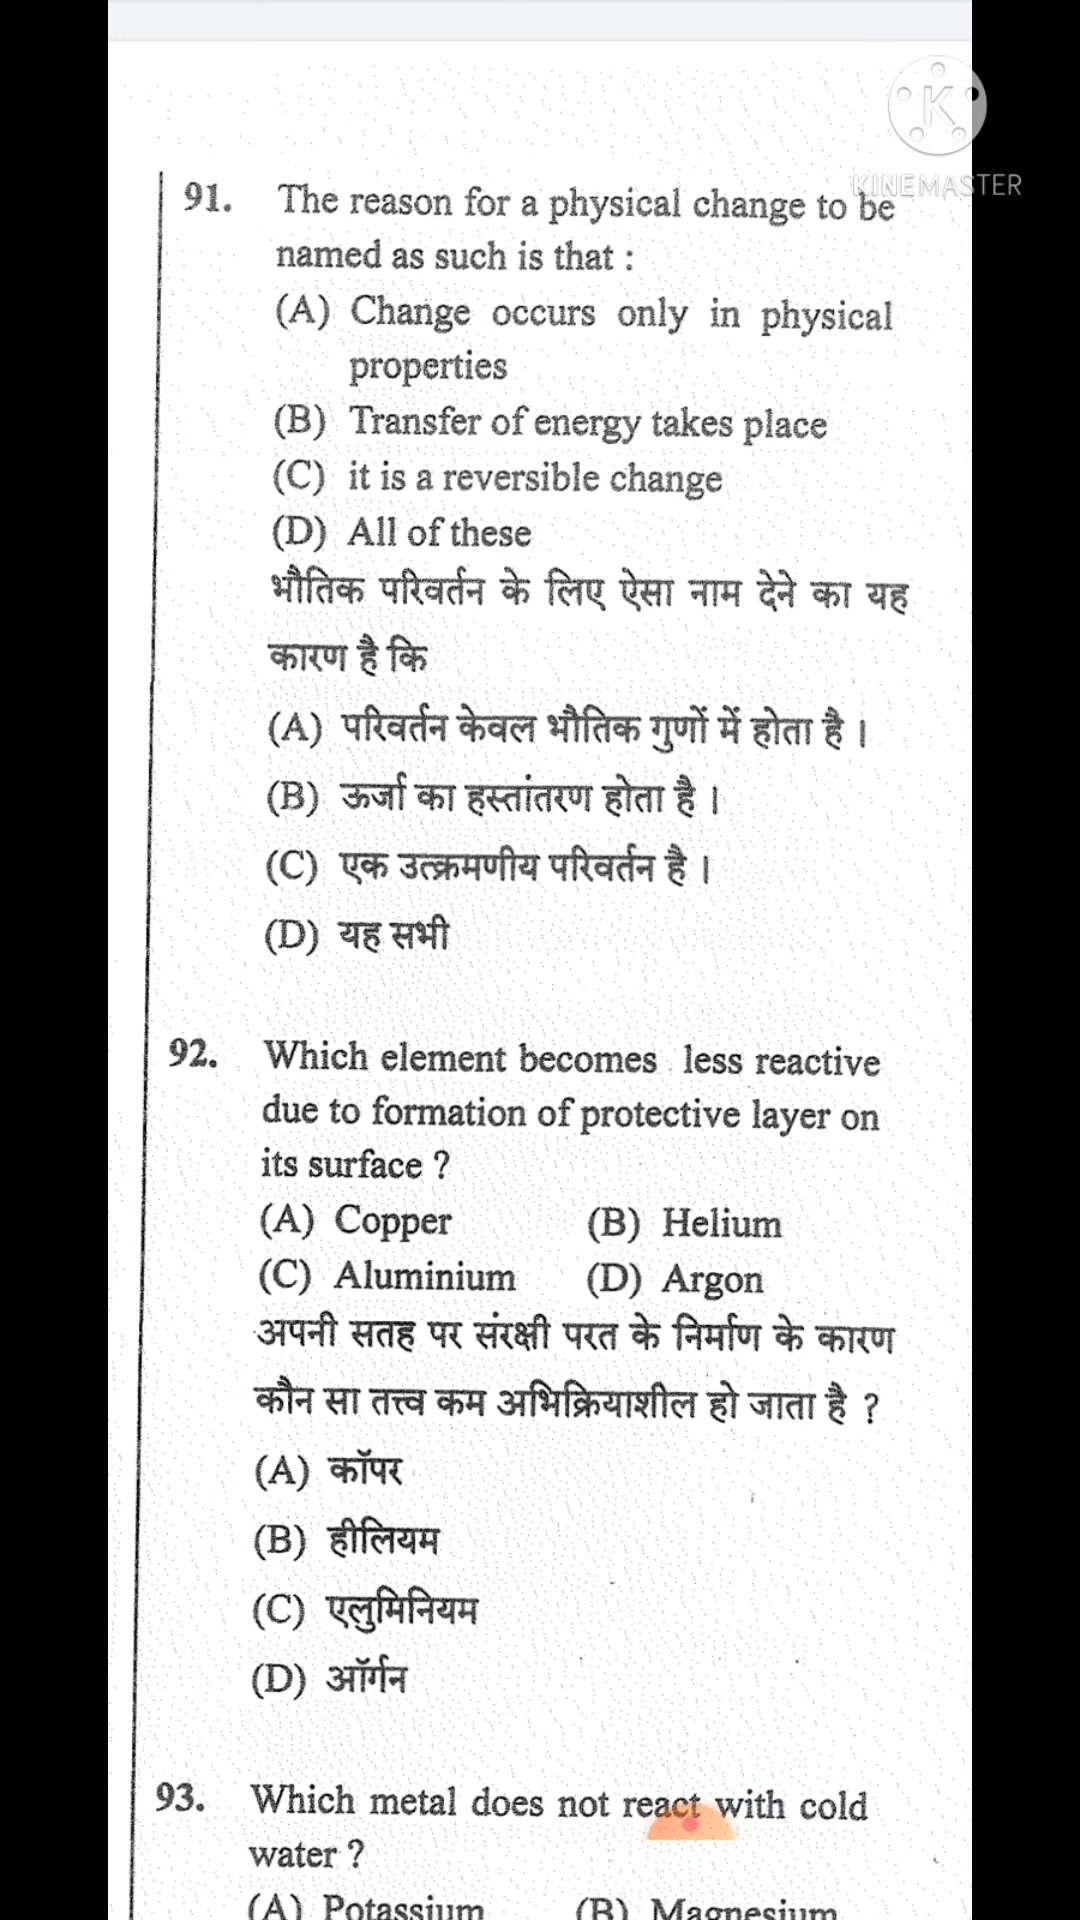 KINEMASTER
91. The reason for a physical change to be
named as such is that :
(A) Change occurs only in physical
properties
(B) Transfer of energy takes place
(C) it is a reversible change
(D) All of these
भौतिक परिवर्तन के लिए ऐसा नाम देने का यह
कारण है कि
(A) परिवर्तन केवल भौतिक गुणों में होता है ।
(B) ऊर्जा का हस्तांतरण होता है ।
(C) एक उत्क्रमणीय परिवर्तन है ।
(D) यह सभी
92. Which element becomes less reactive
due to formation of protective layer on
its surface ?
(A) Copper (B) Helium
(C) Aluminium (D) Argon
अपनी सतह पर संरक्षी परत के निर्माण के कारण
कौन सा तत्त्व कम अभिक्रियाशील हो जाता है ?
(A) कॉपर
(B) हीलियम
(C) एलुमिनियम
(D) ऑर्गन
93. Which metal does not react with cold
water ?
(A) Potassium (B) Magnesium